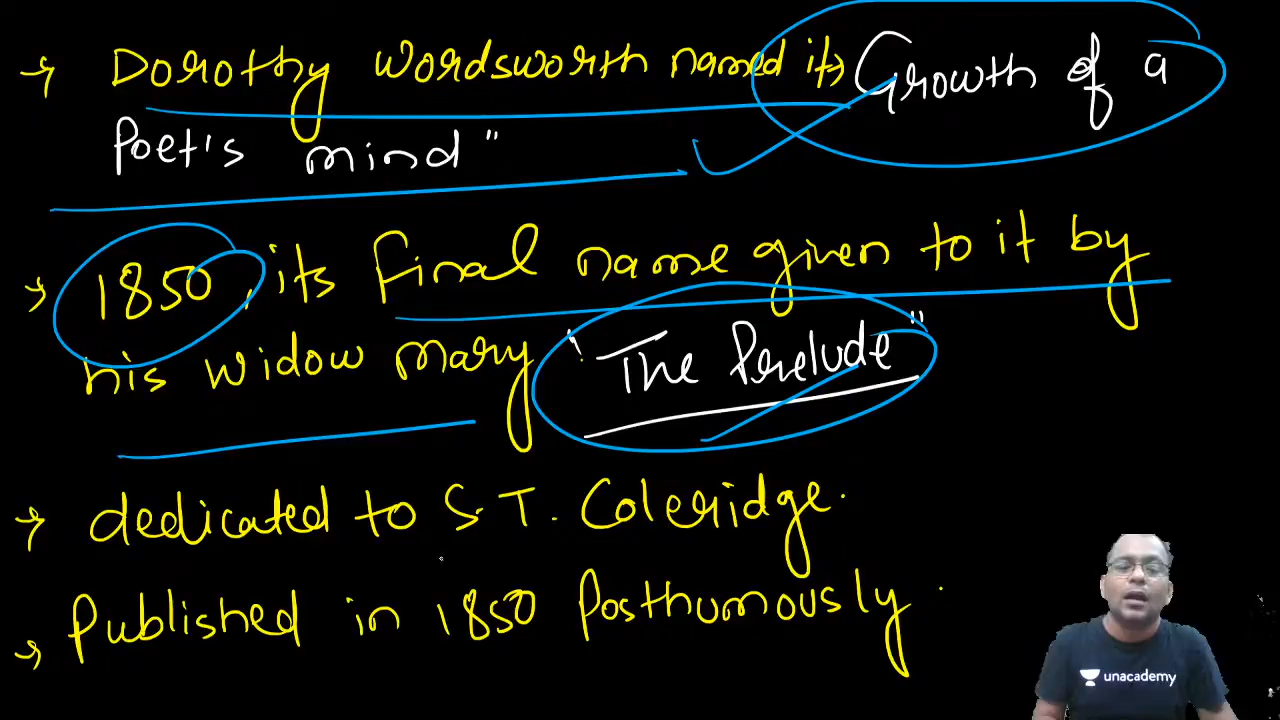 → Dorothy Wordsworth named it, Growth of a
Poet's mind"
→ 1850, its final name given to it by
his widow mary "The Prelude"
→ dedicated to S.T. Coleridge.
→ Published in 1850 Posthumously.
unacademy